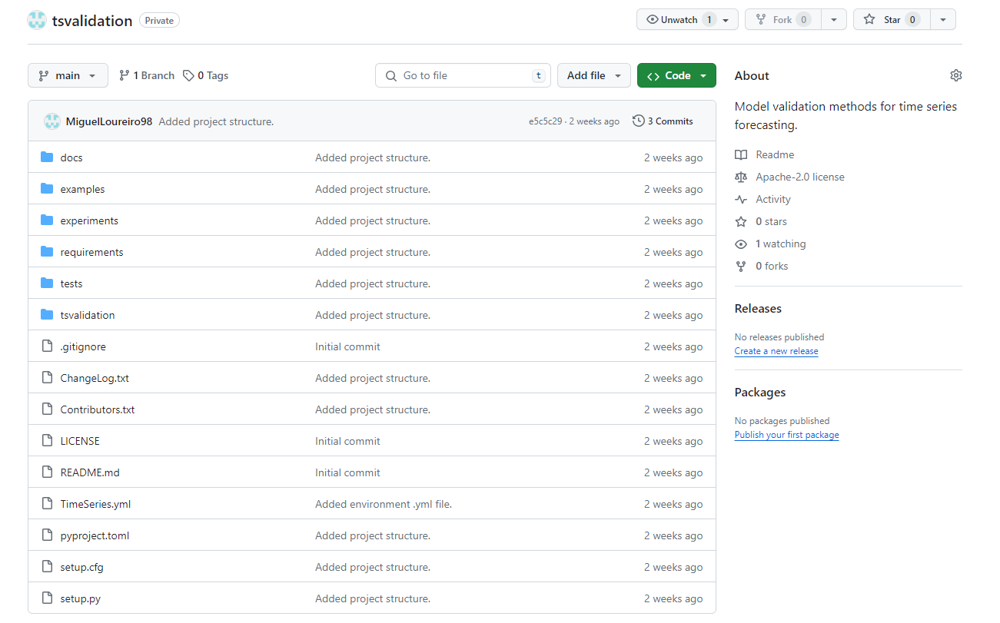 tsvalidation Private Unwatch 1 Fork 0 Star 0
main 1 Branch 0 Tags Go to file t Add file Code
MiguelLoureiro98 Added project structure. e5c5c29 · 2 weeks ago 3 Commits
docs Added project structure. 2 weeks ago
examples Added project structure. 2 weeks ago
experiments Added project structure. 2 weeks ago
requirements Added project structure. 2 weeks ago
tests Added project structure. 2 weeks ago
tsvalidation Added project structure. 2 weeks ago
.gitignore Initial commit 2 weeks ago
ChangeLog.txt Added project structure. 2 weeks ago
Contributors.txt Added project structure. 2 weeks ago
LICENSE Initial commit 2 weeks ago
README.md Initial commit 2 weeks ago
TimeSeries.yml Added environment .yml file. 2 weeks ago
pyproject.toml Added project structure. 2 weeks ago
setup.cfg Added project structure. 2 weeks ago
setup.py Added project structure. 2 weeks ago
About
Model validation methods for time series
forecasting.
Readme
Apache-2.0 license
Activity
0 stars
1 watching
0 forks
Releases
No releases published
Create a new release
Packages
No packages published
Publish your first package